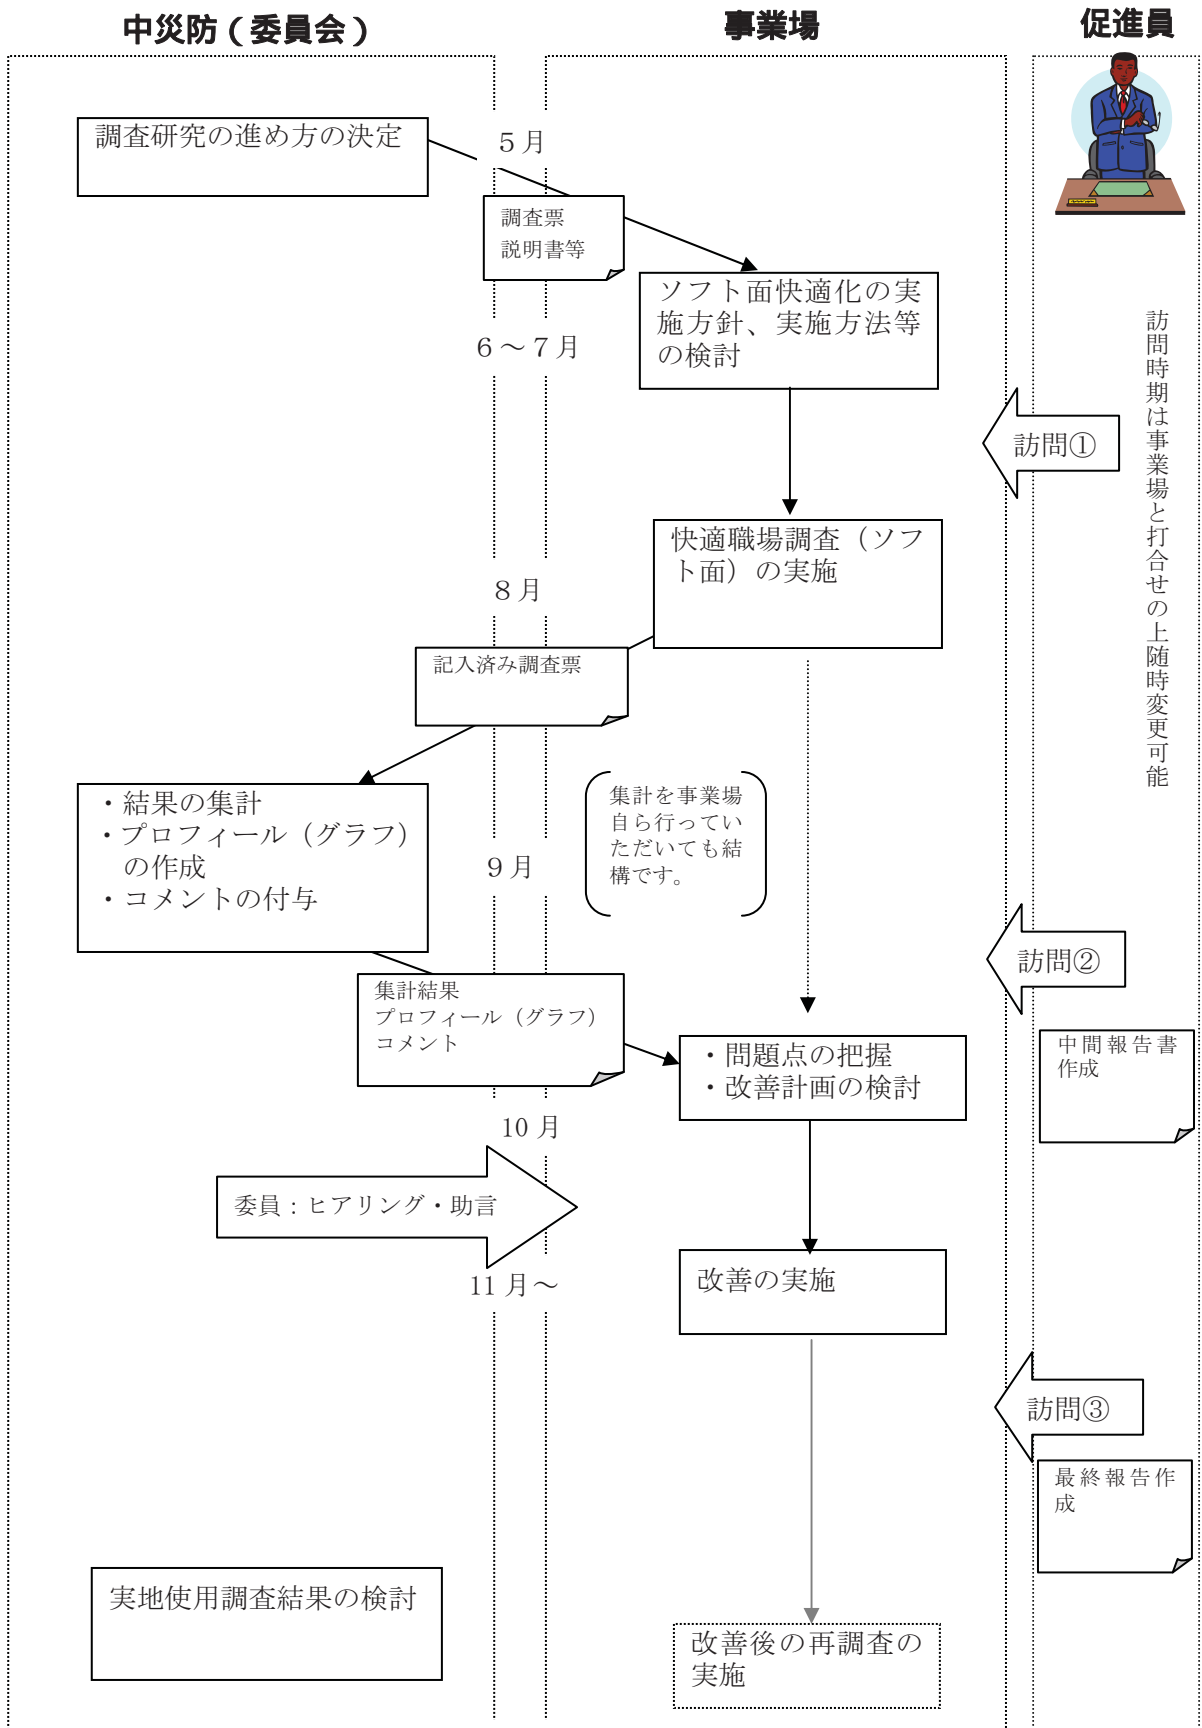 中災防（委員会）
事業場
促進員
調査研究の進め方の決定
５月
調査票
説明書等
ソフト面快適化の実
施方針、実施方法等
の検討
６～７月
訪問時期は事業場と打合せの上随時変更可能
訪問①
快適職場調査（ソフ
ト面）の実施
８月
記入済み調査票
・結果の集計
・プロフィール（グラフ）
の作成
・コメントの付与
９月
集計を事業場
自ら行ってい
ただいても結
構です。
訪問②
集計結果
プロフィール（グラフ）
コメント
・問題点の把握
・改善計画の検討
中間報告書
作成
10 月
委員：ヒアリング・助言
11 月～
改善の実施
訪問③
最終報告作
成
実地使用調査結果の検討
改善後の再調査の
実施